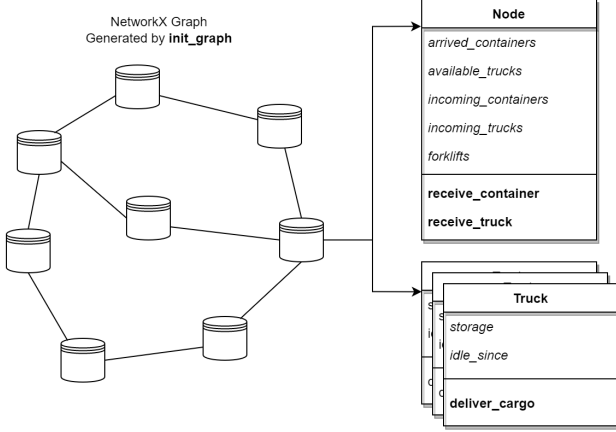 NetworkX Graph
Generated by init_graph
Node
arrived_containers
available_trucks
incoming_containers
incoming_trucks
forklifts
receive_container
receive_truck
Truck
storage
idle_since
deliver_cargo